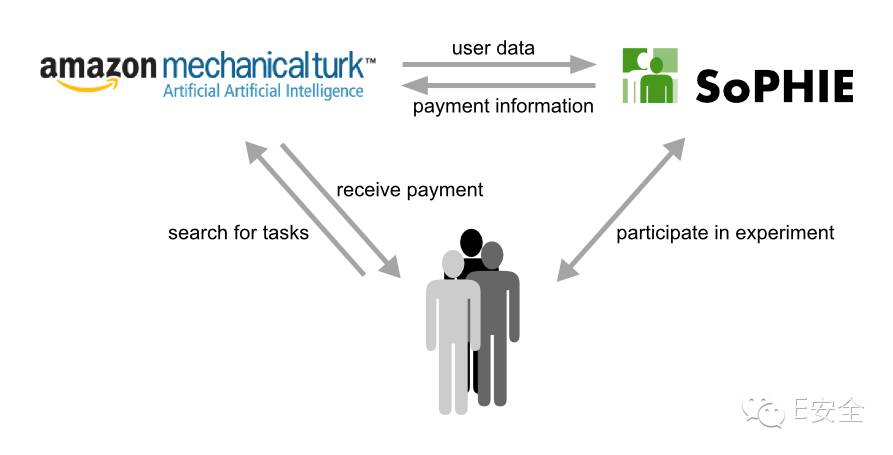 amazon mechanicalturk™
Artificial Artificial Intelligence
user data
payment information
SoPHIE
receive payment
search for tasks
participate in experiment
E安全